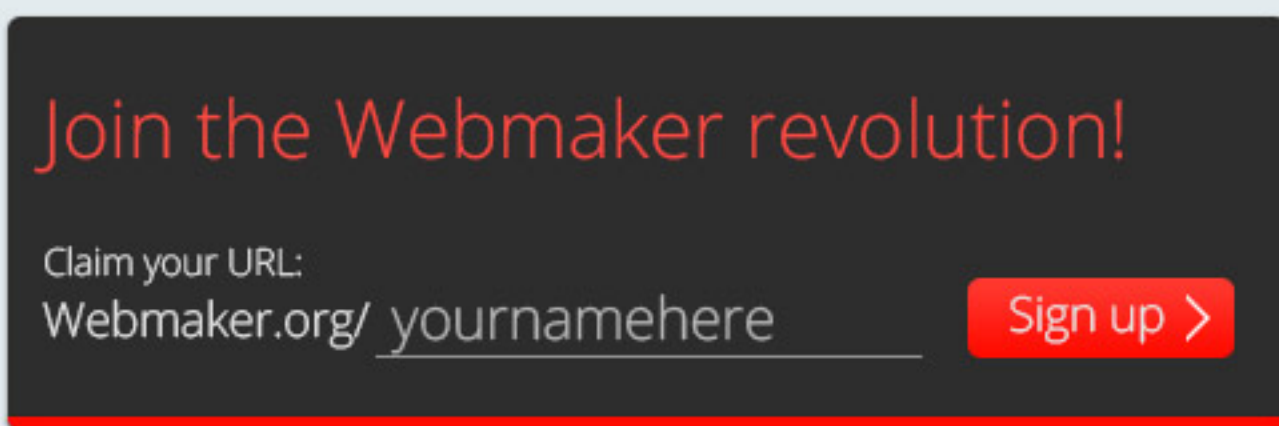 Join the Webmaker revolution!
Claim your URL:
Webmaker.org/ yournamehere
Sign up >